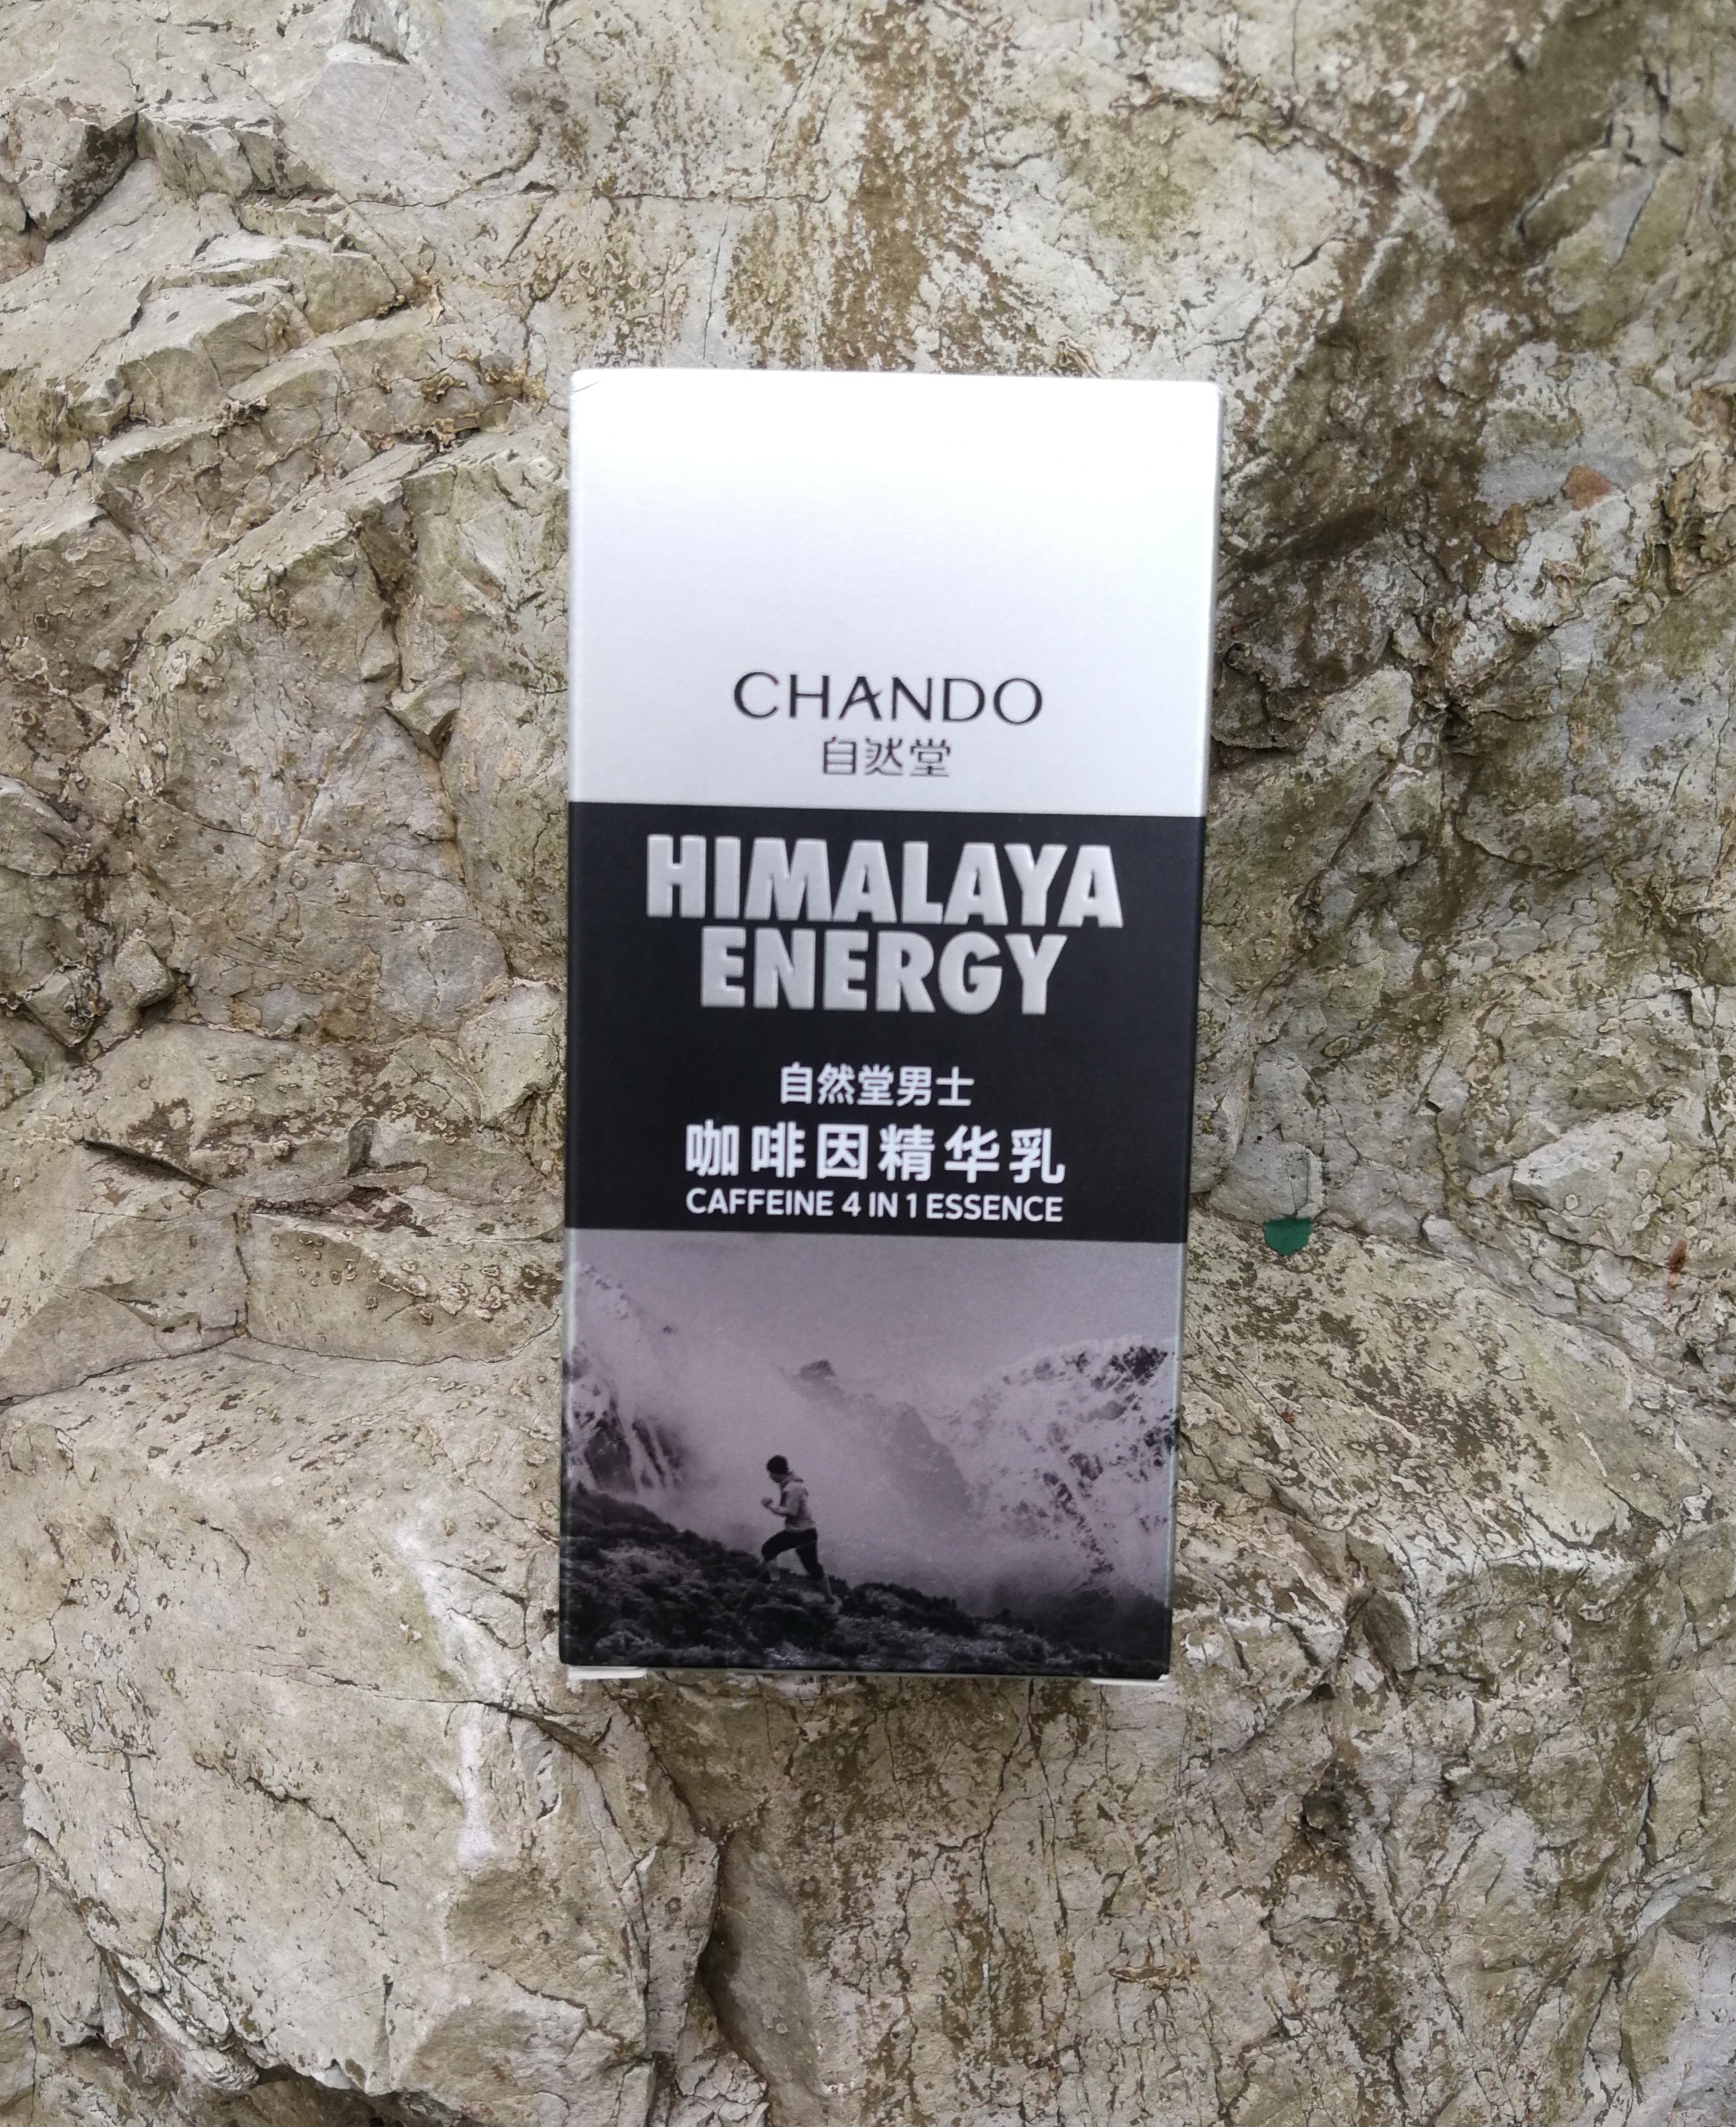 CHANDO
自然堂
HIMALAYA
ENERGY
自然堂男士
咖啡因精华乳
CAFFEINE 4 IN 1 ESSENCE